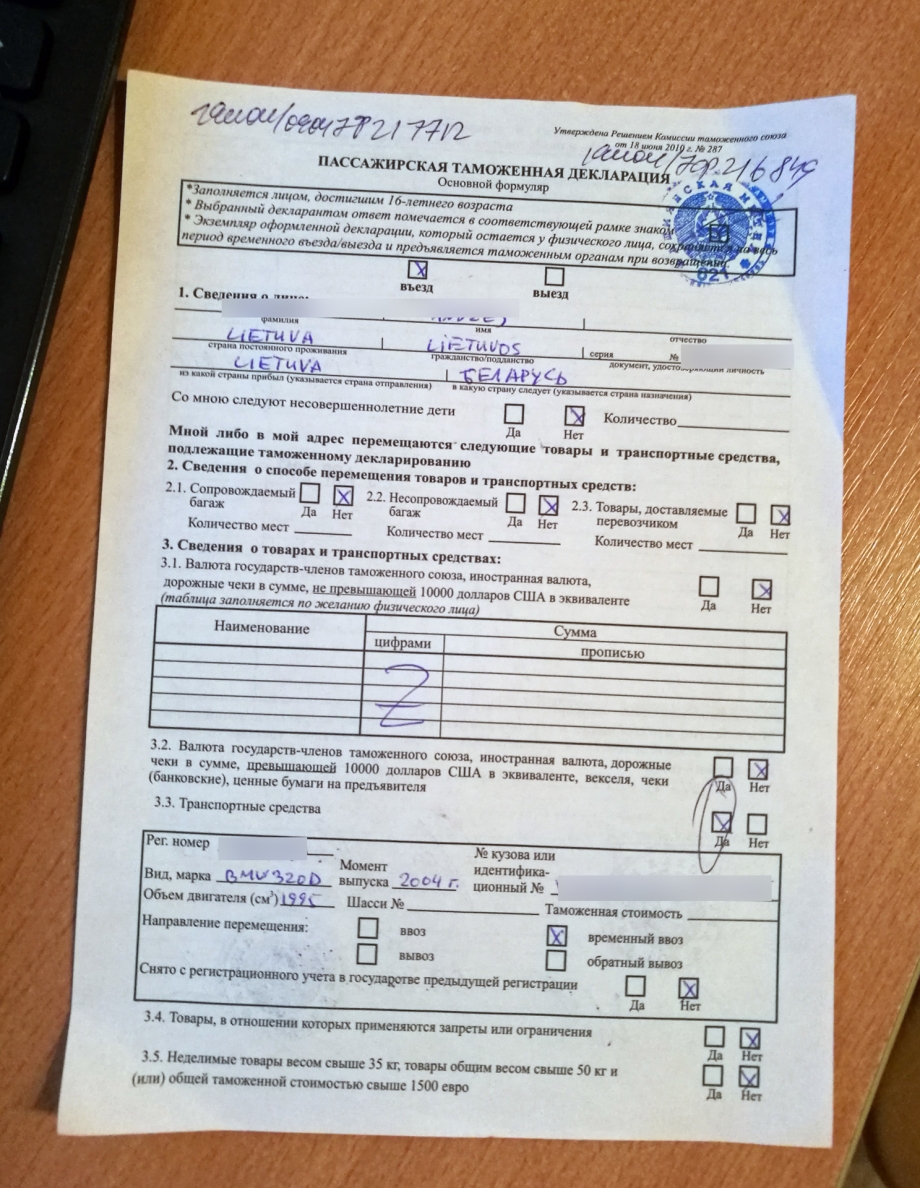 Утверждена Решением Комиссии таможенного союза
от 18 июня 2010 г. № 287
ПАССАЖИРСКАЯ ТАМОЖЕННАЯ ДЕКЛАРАЦИЯ
Основной формуляр
*Заполняется лицом, достигшим 16-летнего возраста
* Выбранный декларантом ответ помечается в соответствующей рамке знаком X
* Экземпляр оформленной декларации, который остается у физического лица, сохраняется на весь
период временного въезда/выезда и предъявляется таможенным органам при возвращении.
въезд выезд
1. Сведения о лице:
фамилия имя отчество
LIETUVA LIETUVOS серия №
страна постоянного проживания гражданство/подданство документ, удостоверяющий личность
LIETUVA БЕЛАРУСЬ
из какой страны прибыл (указывается страна отправления) в какую страну следует (указывается страна назначения)
Со мною следуют несовершеннолетние дети Да Нет Количество
Мной либо в мой адрес перемещаются следующие товары и транспортные средства,
подлежащие таможенному декларированию
2. Сведения о способе перемещения товаров и транспортных средств:
2.1. Сопровождаемый багаж Да Нет 2.2. Несопровождаемый багаж Да Нет 2.3. Товары, доставляемые перевозчиком Да Нет
Количество мест Количество мест Количество мест
3. Сведения о товарах и транспортных средствах:
3.1. Валюта государств-членов таможенного союза, иностранная валюта,
дорожные чеки в сумме, не превышающей 10000 долларов США в эквиваленте Да Нет
(таблица заполняется по желанию физического лица)
Наименование Сумма
цифрами прописью
Z
3.2. Валюта государств-членов таможенного союза, иностранная валюта, дорожные
чеки в сумме, превышающей 10000 долларов США в эквиваленте, векселя, чеки
(банковские), ценные бумаги на предъявителя Да Нет
3.3. Транспортные средства Да Нет
Рег. номер
Вид, марка BMW 320D Момент выпуска 2004 г. № кузова или идентифика-ционный №
Объем двигателя (см³) 1995 Шасси № Таможенная стоимость
Направление перемещения: ввоз временный ввоз
вывоз обратный вывоз
Снято с регистрационного учета в государстве предыдущей регистрации Да Нет
3.4. Товары, в отношении которых применяются запреты или ограничения Да Нет
3.5. Неделимые товары весом свыше 35 кг, товары общим весом свыше 50 кг и
(или) общей таможенной стоимостью свыше 1500 евро Да Нет